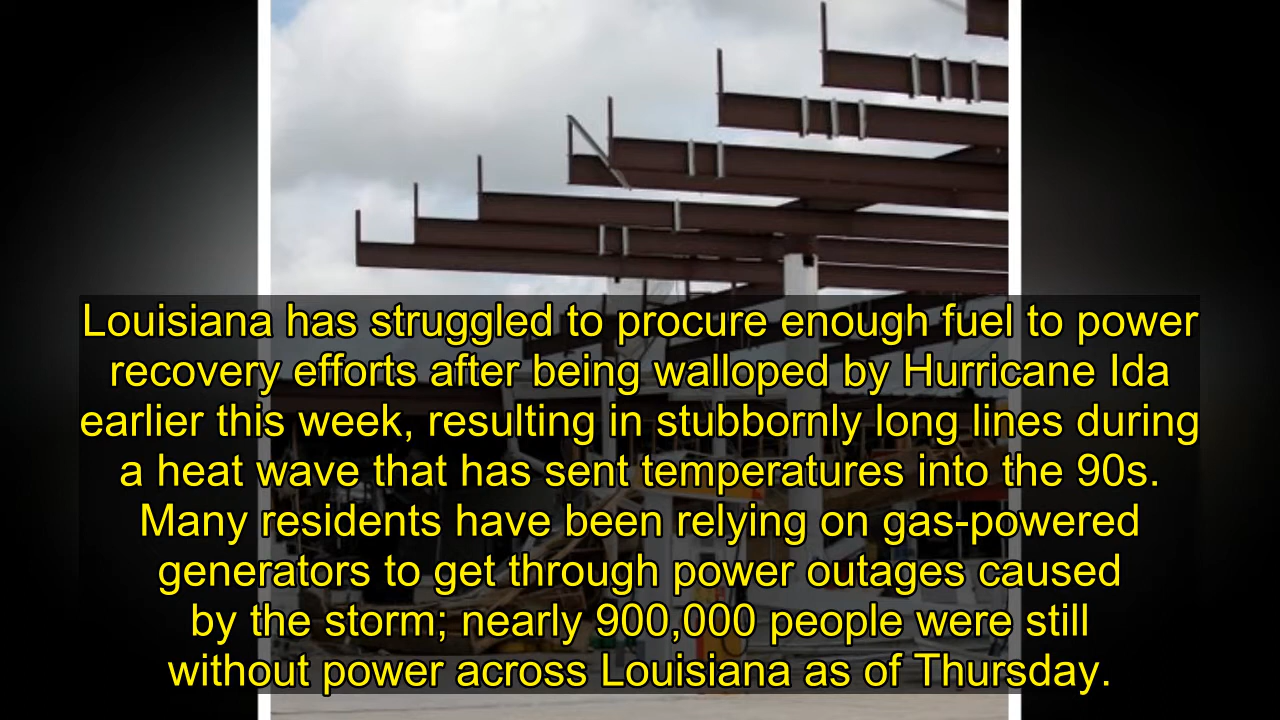 Louisiana has struggled to procure enough fuel to power
recovery efforts after being walloped by Hurricane Ida
earlier this week, resulting in stubbornly long lines during
a heat wave that has sent temperatures into the 90s.
Many residents have been relying on gas-powered
generators to get through power outages caused
by the storm; nearly 900,000 people were still
without power across Louisiana as of Thursday.